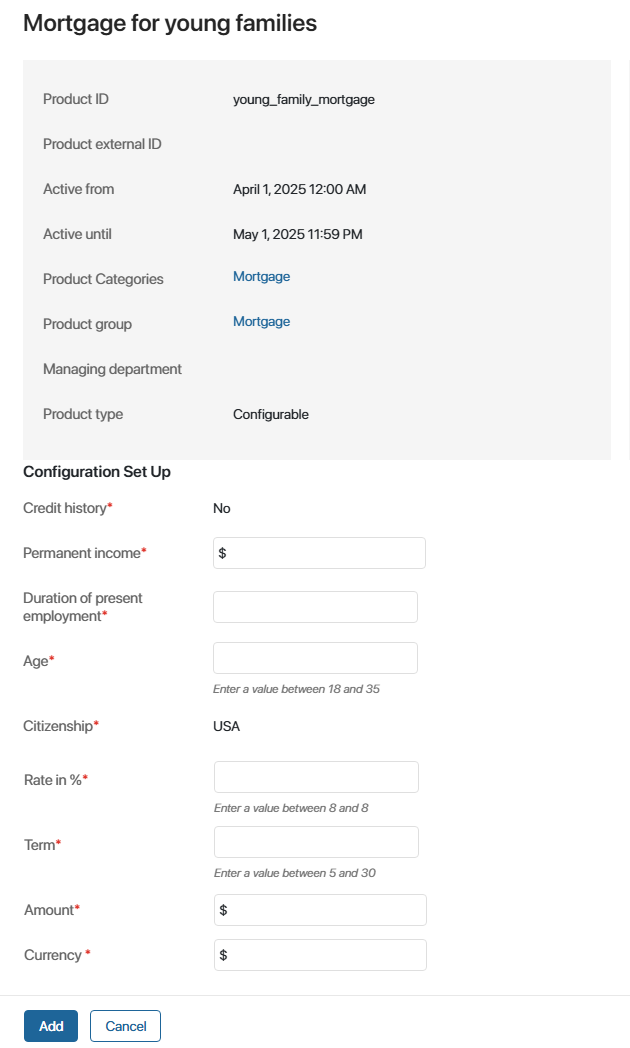 Mortgage for young families
Product ID young_family_mortgage
Product external ID
Active from April 1, 2025 12:00 AM
Active until May 1, 2025 11:59 PM
Product Categories Mortgage
Product group Mortgage
Managing department
Product type Configurable
Configuration Set Up
Credit history* No
Permanent income* $
Duration of present
employment*
Age*
Enter a value between 18 and 35
Citizenship* USA
Rate in %*
Enter a value between 8 and 8
Term*
Enter a value between 5 and 30
Amount* $
Currency * $
Add Cancel